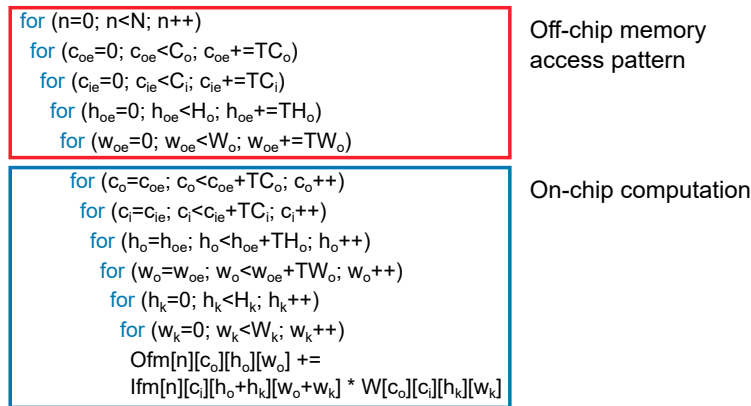 for (n=0; n<N; n++)
for (cₒₑ=0; cₒₑ<Cₒ; cₒₑ+=TCₒ)
for (cᵢₑ=0; cᵢₑ<Cᵢ; cᵢₑ+=TCᵢ)
for (hₒₑ=0; hₒₑ<Hₒ; hₒₑ+=THₒ)
for (wₒₑ=0; wₒₑ<Wₒ; wₒₑ+=TWₒ)
Off-chip memory
access pattern
for (cₒ=cₒₑ; cₒ<cₒₑ+TCₒ; cₒ++)
for (cᵢ=cᵢₑ; cᵢ<cᵢₑ+TCᵢ; cᵢ++)
for (hₒ=hₒₑ; hₒ<hₒₑ+THₒ; hₒ++)
for (wₒ=wₒₑ; wₒ<wₒₑ+TWₒ; wₒ++)
for (hₖ=0; hₖ<Hₖ; hₖ++)
for (wₖ=0; wₖ<Wₖ; wₖ++)
Ofm[n][cₒ][hₒ][wₒ] +=
Ifm[n][cᵢ][hₒ+hₖ][wₒ+wₖ] * W[cₒ][cᵢ][hₖ][wₖ]
On-chip computation